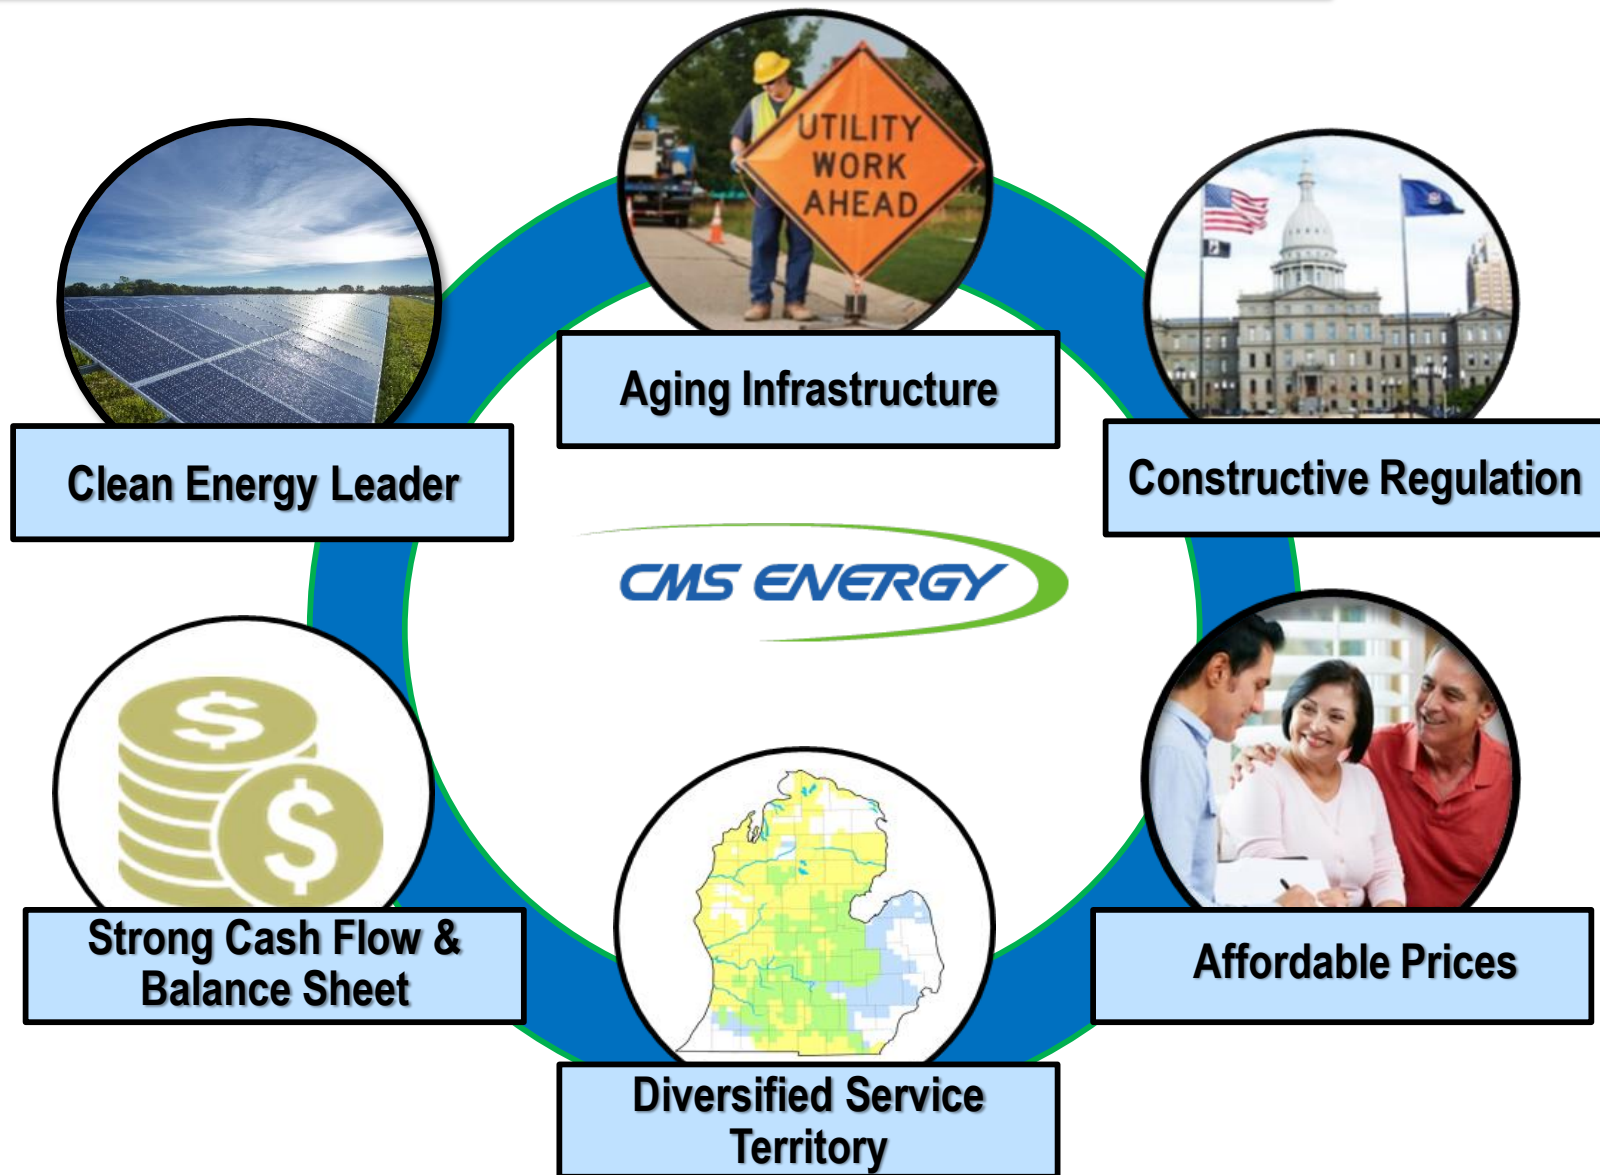 UTILITY
WORK
AHEAD
Aging Infrastructure
Clean Energy Leader
Constructive Regulation
CMS ENERGY
$
$
Strong Cash Flow &
Balance Sheet
Affordable Prices
Diversified Service
Territory